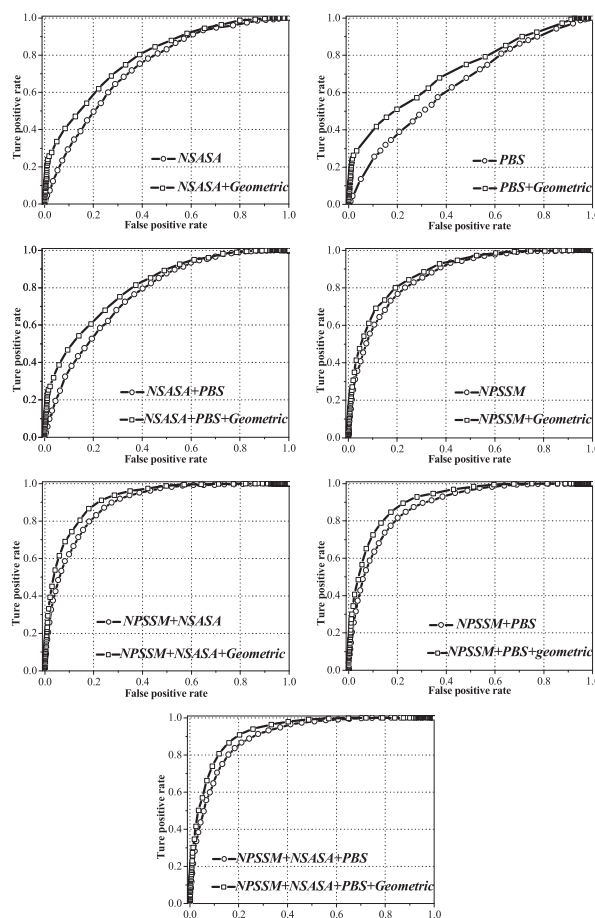 1.0
0.8
0.6
0.4
0.2
0.0
Ture positive rate
NSASA
NSASA+Geometric
0.0 0.2 0.4 0.6 0.8 1.0
False positive rate
1.0
0.8
0.6
0.4
0.2
0.0
Ture positive rate
PBS
PBS+Geometric
0.0 0.2 0.4 0.6 0.8 1.0
False positive rate
1.0
0.8
0.6
0.4
0.2
0.0
Ture positive rate
NSASA+PBS
NSASA+PBS+Geometric
0.0 0.2 0.4 0.6 0.8 1.0
False positive rate
1.0
0.8
0.6
0.4
0.2
0.0
Ture positive rate
NPSSM
NPSSM+Geometric
0.0 0.2 0.4 0.6 0.8 1.0
False positive rate
1.0
0.8
0.6
0.4
0.2
0.0
Ture positive rate
NPSSM+NSASA
NPSSM+NSASA+Geometric
0.0 0.2 0.4 0.6 0.8 1.0
False positive rate
1.0
0.8
0.6
0.4
0.2
0.0
Ture positive rate
NPSSM+PBS
NPSSM+PBS+geometric
0.0 0.2 0.4 0.6 0.8 1.0
False positive rate
1.0
0.8
0.6
0.4
0.2
0.0
Ture positive rate
NPSSM+NSASA+PBS
NPSSM+NSASA+PBS+Geometric
0.0 0.2 0.4 0.6 0.8 1.0